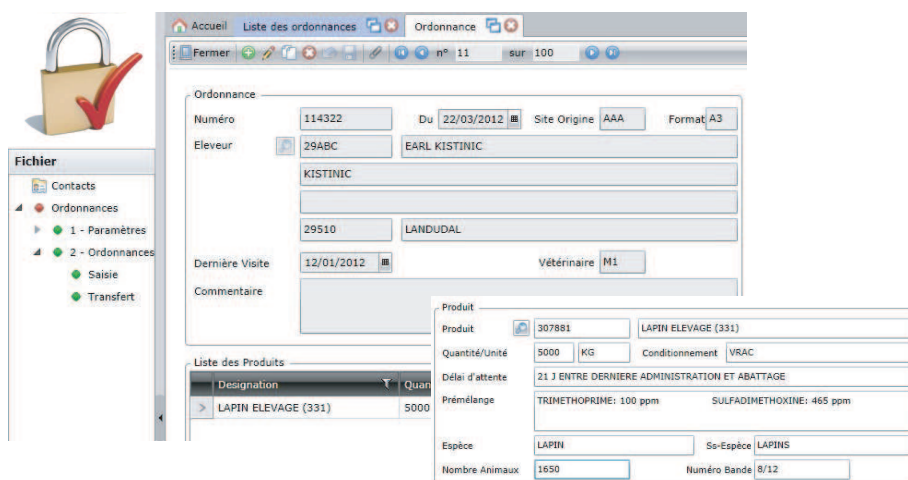 Accueil Liste des ordonnances Ordonnance
Fermer n° 11 sur 100
Fichier
Contacts
Ordonnances
1 - Paramètres
2 - Ordonnances
Saisie
Transfert
Ordonnance
Numéro 114322 Du 22/03/2012 Site Origine AAA Format A3
Eleveur 29ABC EARL KISTINIC
KISTINIC
29510 LANDUDAL
Dernière Visite 12/01/2012 Vétérinaire M1
Commentaire
Liste des Produits
Designation Quan
LAPIN ELEVAGE (331) 5000
Produit
Produit 307881 LAPIN ELEVAGE (331)
Quantité/Unité 5000 KG Conditionnement VRAC
Délai d'attente 21 J ENTRE DERNIERE ADMINISTRATION ET ABATTAGE
Prémélange TRIMETHOPRIME: 100 ppm SULFADIMETHOXINE: 465 ppm
Espèce LAPIN Ss-Espèce LAPINS
Nombre Animaux 1650 Numéro Bande 8/12